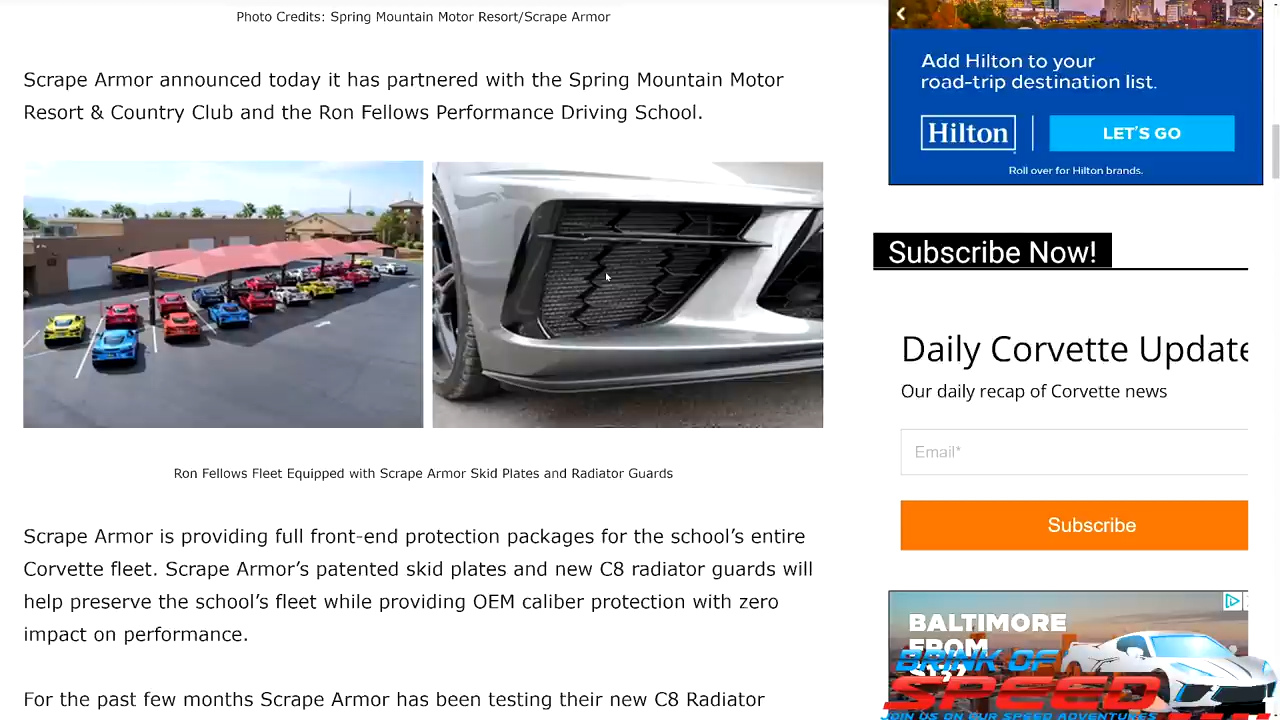 Photo Credits: Spring Mountain Motor Resort/Scrape Armor
Scrape Armor announced today it has partnered with the Spring Mountain Motor
Resort & Country Club and the Ron Fellows Performance Driving School.
Ron Fellows Fleet Equipped with Scrape Armor Skid Plates and Radiator Guards
Scrape Armor is providing full front-end protection packages for the school’s entire
Corvette fleet. Scrape Armor’s patented skid plates and new C8 radiator guards will
help preserve the school’s fleet while providing OEM caliber protection with zero
impact on performance.
For the past few months Scrape Armor has been testing their new C8 Radiator
Add Hilton to your
road-trip destination list.
Hilton
LET'S GO
Roll over for Hilton brands.
Subscribe Now!
Daily Corvette Update
Our daily recap of Corvette news
Email*
Subscribe
BALTIMORE
FROM
BRINK OF
SPEED
JOIN US ON OUR SPEED ADVENTURES